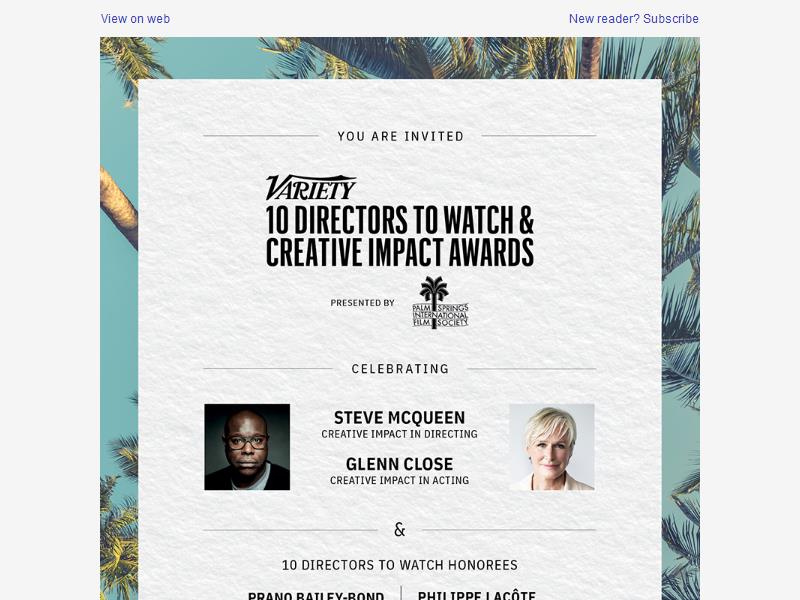 View on web
New reader? Subscribe
YOU ARE INVITED
VARIETY
10 DIRECTORS TO WATCH &
CREATIVE IMPACT AWARDS
PRESENTED BY
PALM SPRINGS
INTERNATIONAL
FILM SOCIETY
CELEBRATING
STEVE MCQUEEN
CREATIVE IMPACT IN DIRECTING
GLENN CLOSE
CREATIVE IMPACT IN ACTING
&
10 DIRECTORS TO WATCH HONOREES
PRANO BAILEY-BOND
PHILIPPE LACÔTE